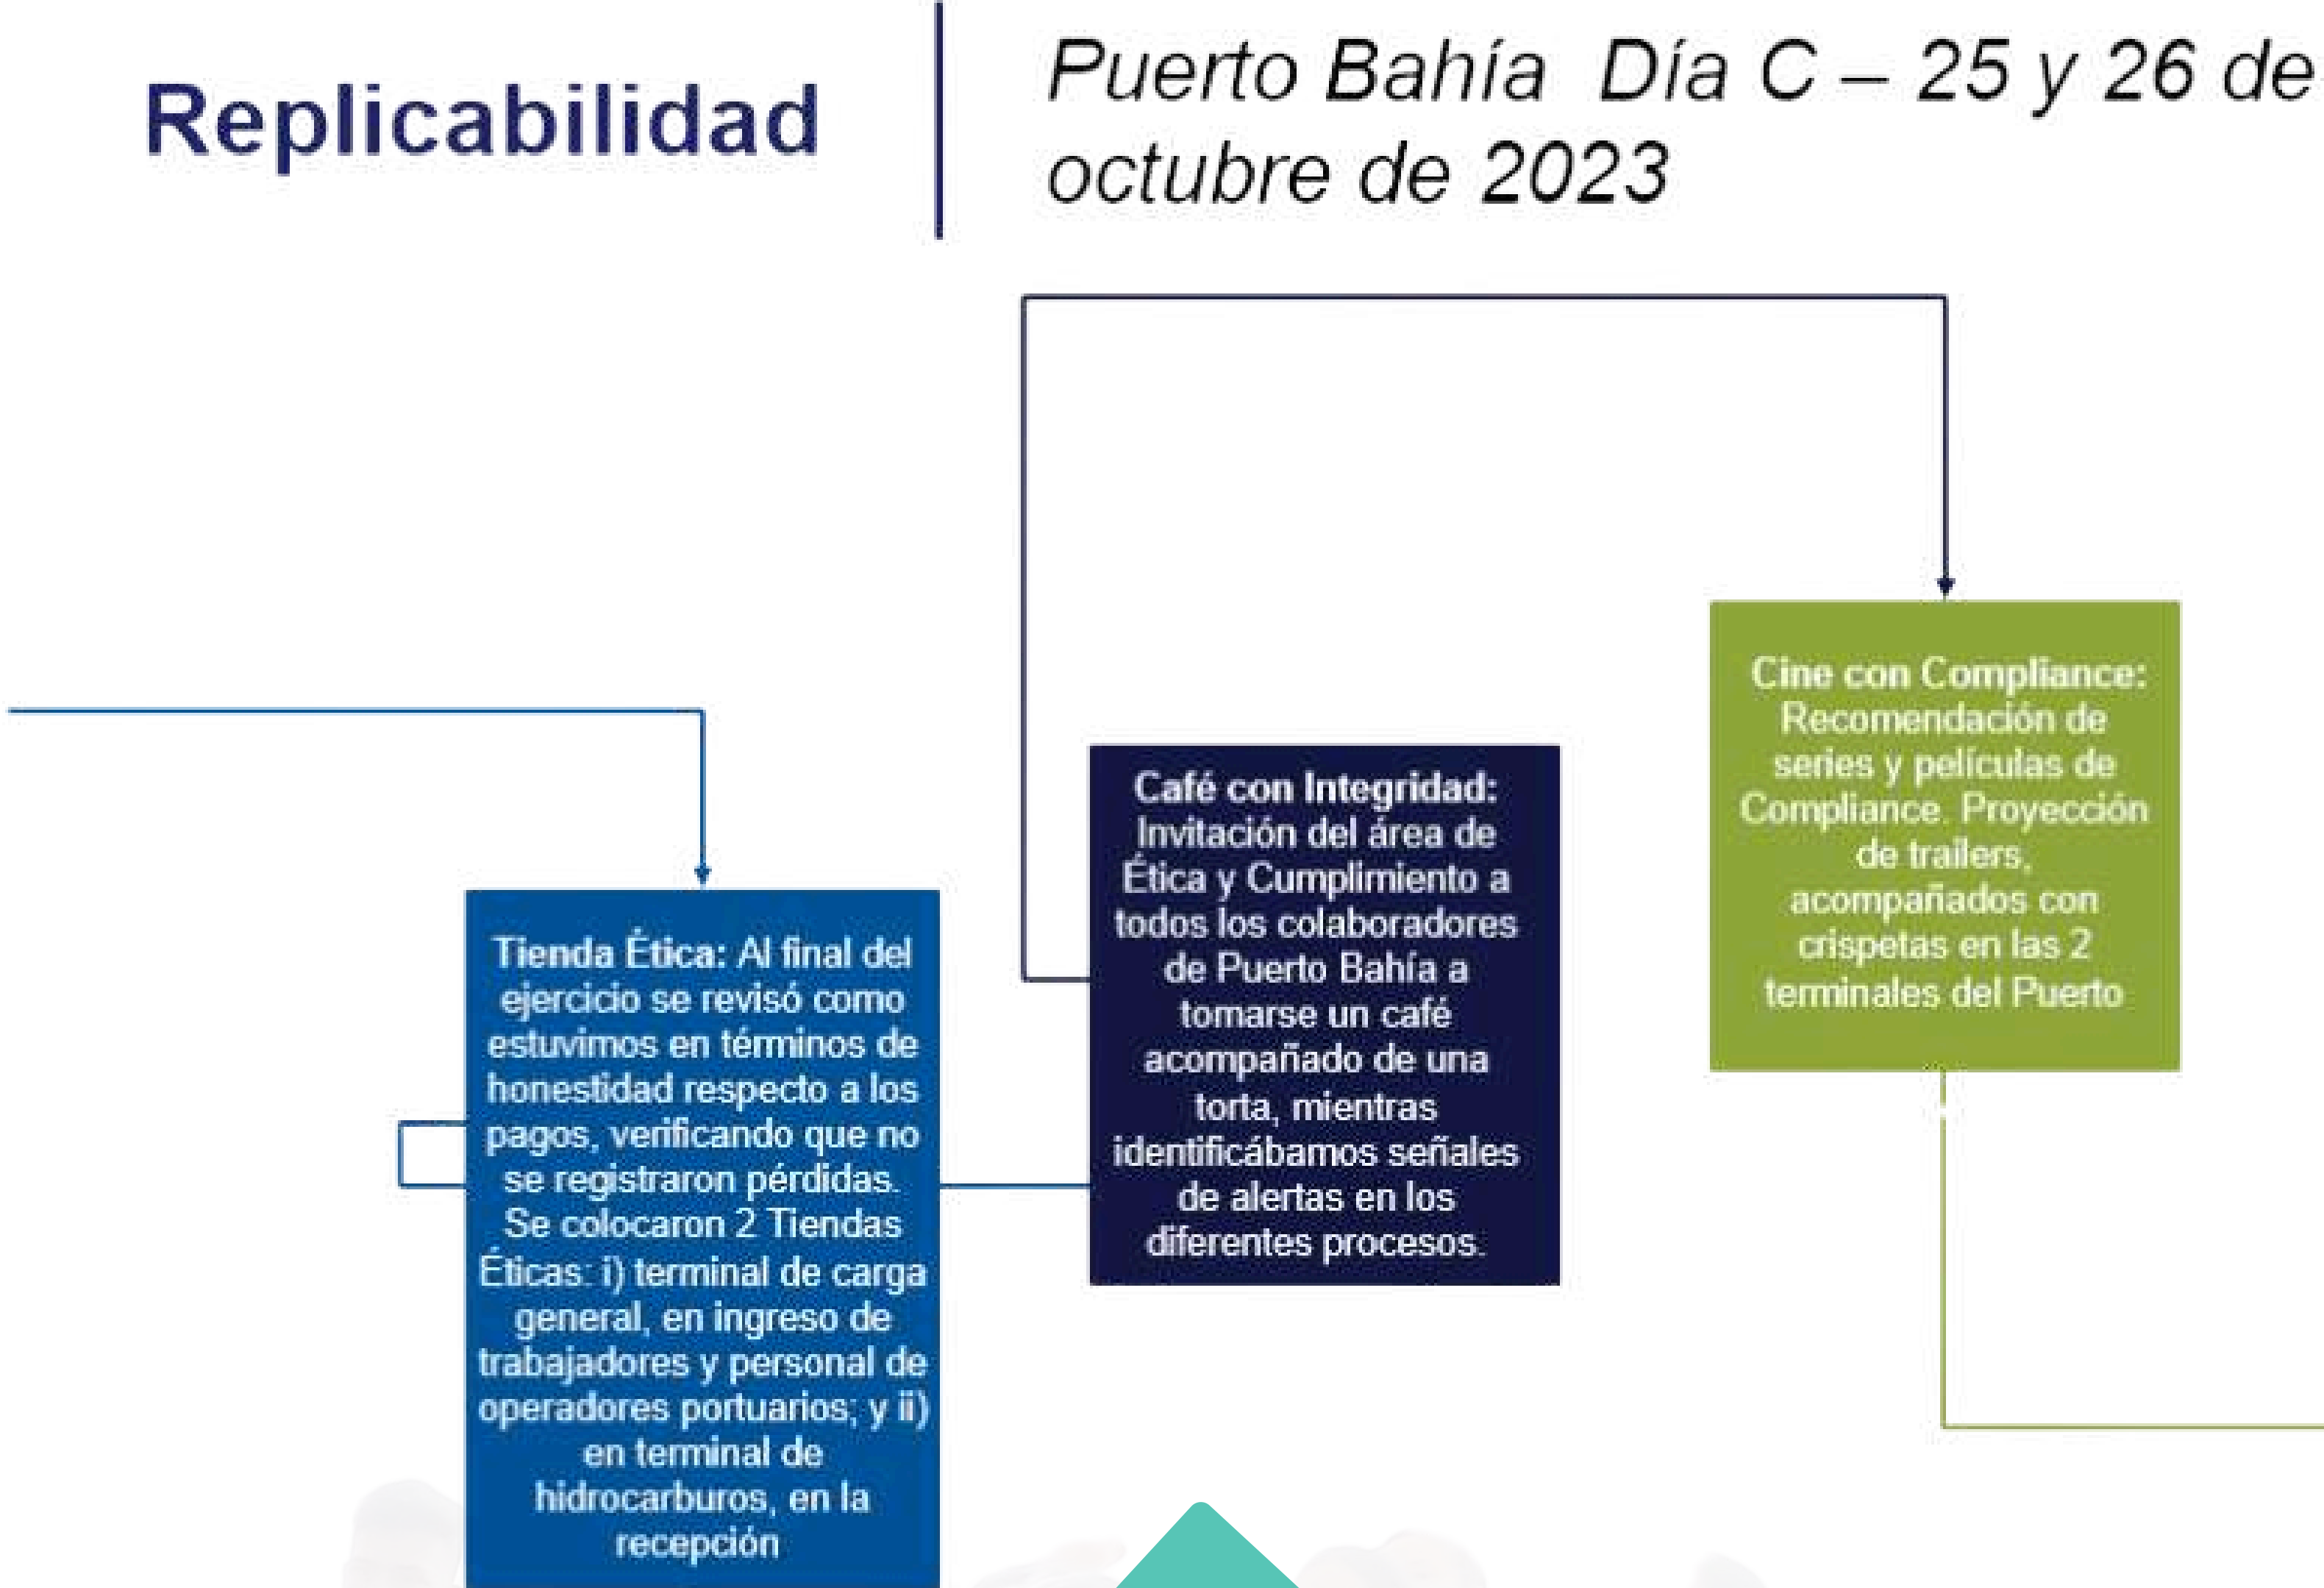 Replicabilidad
Puerto Bahía Día C – 25 y 26 de
octubre de 2023
Tienda Ética: Al final del
ejercicio se revisó como
estuvimos en términos de
honestidad respecto a los
pagos, verificando que no
se registraron pérdidas.
Se colocaron 2 Tiendas
Éticas: i) terminal de carga
general, en ingreso de
trabajadores y personal de
operadores portuarios; y ii)
en terminal de
hidrocarburos, en la
recepción
Café con Integridad:
Invitación del área de
Ética y Cumplimiento a
todos los colaboradores
de Puerto Bahía a
tomarse un café
acompañado de una
torta, mientras
identificábamos señales
de alertas en los
diferentes procesos.
Cine con Compliance:
Recomendación de
series y películas de
Compliance. Proyección
de trailers,
acompañados con
crispetas en las 2
terminales del Puerto